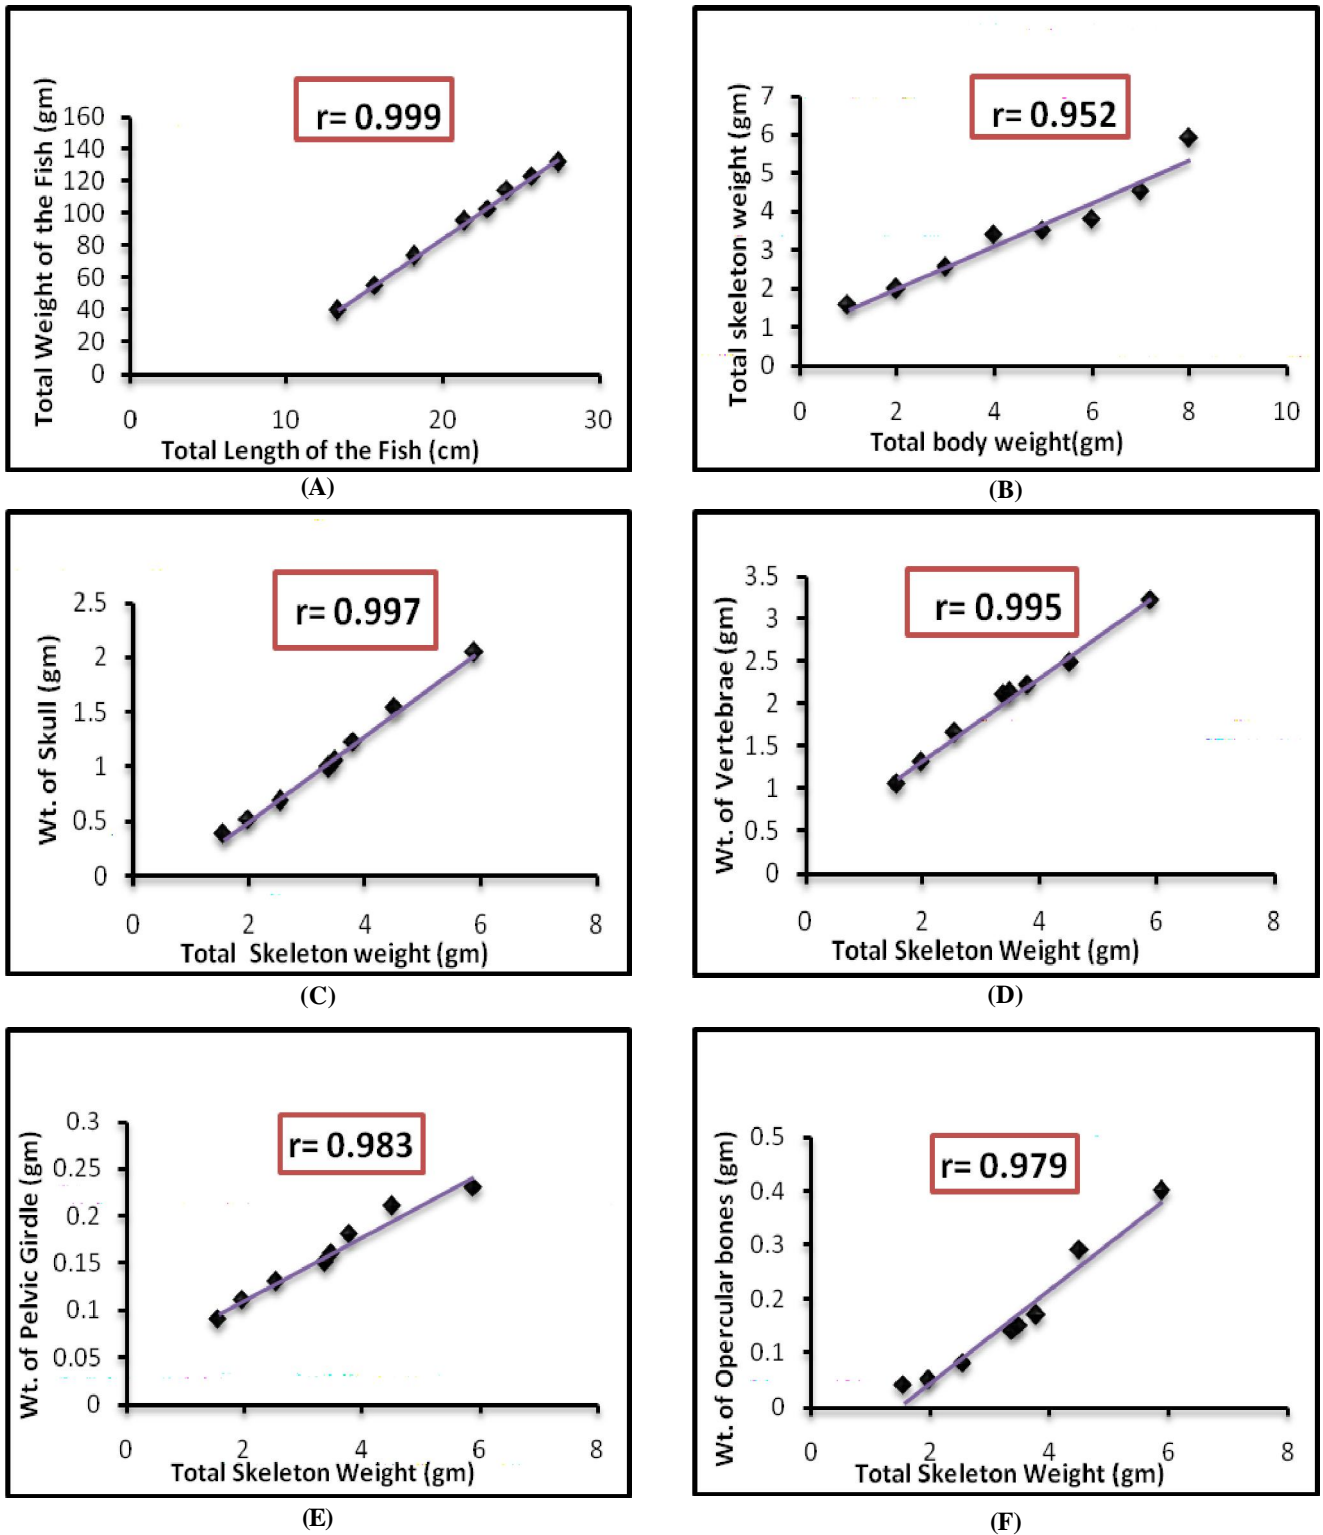 r= 0.999
Total Weight of the Fish (gm)
160
140
120
100
80
60
40
20
0
0 10 20 30
Total Length of the Fish (cm)
(A)
r= 0.952
Total skeleton weight (gm)
7
6
5
4
3
2
1
0
0 2 4 6 8 10
Total body weight(gm)
(B)
r= 0.997
Wt. of Skull (gm)
2.5
2
1.5
1
0.5
0
0 2 4 6 8
Total Skeleton weight (gm)
(C)
r= 0.995
Wt. of Vertebrae (gm)
3.5
3
2.5
2
1.5
1
0.5
0
0 2 4 6 8
Total Skeleton Weight (gm)
(D)
r= 0.983
Wt. of Pelvic Girdle (gm)
0.3
0.25
0.2
0.15
0.1
0.05
0
0 2 4 6 8
Total Skeleton Weight (gm)
(E)
r= 0.979
Wt. of Opercular bones (gm)
0.5
0.4
0.3
0.2
0.1
0
0 2 4 6 8
Total Skeleton Weight (gm)
(F)